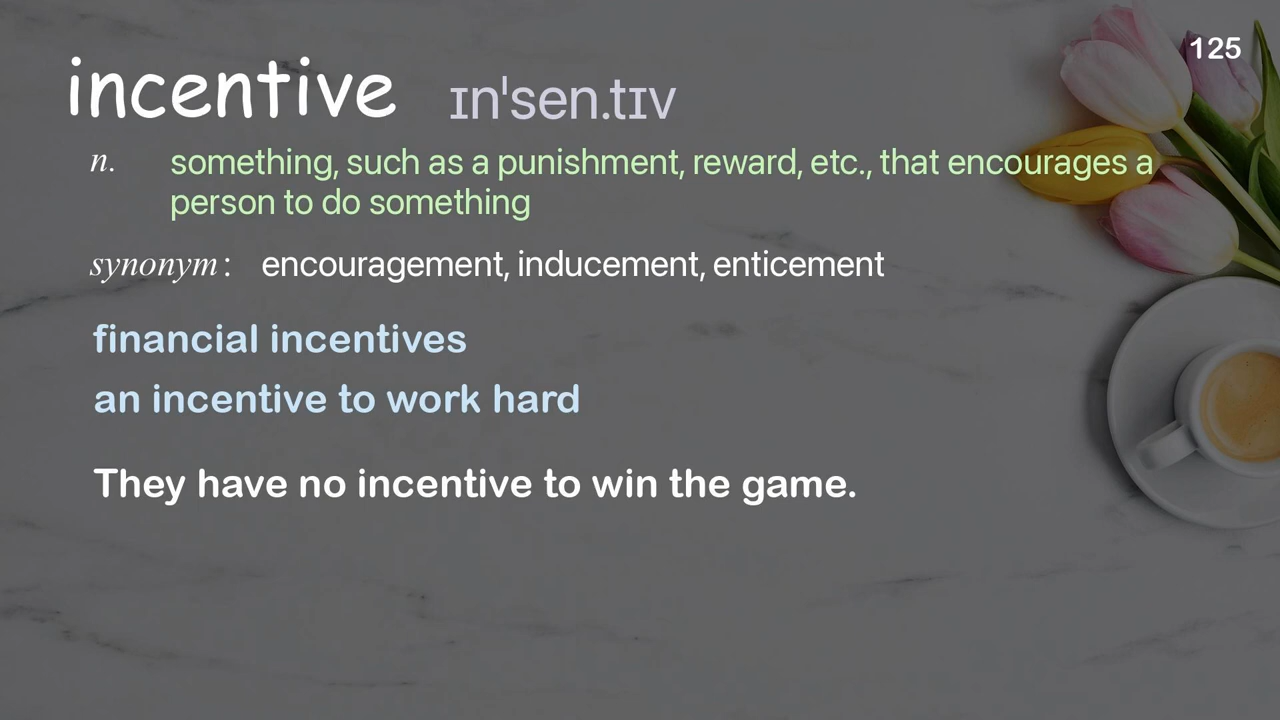 125
incentive ɪnˈsen.tɪv
n. something, such as a punishment, reward, etc., that encourages a
person to do something
synonym: encouragement, inducement, enticement
financial incentives
an incentive to work hard
They have no incentive to win the game.